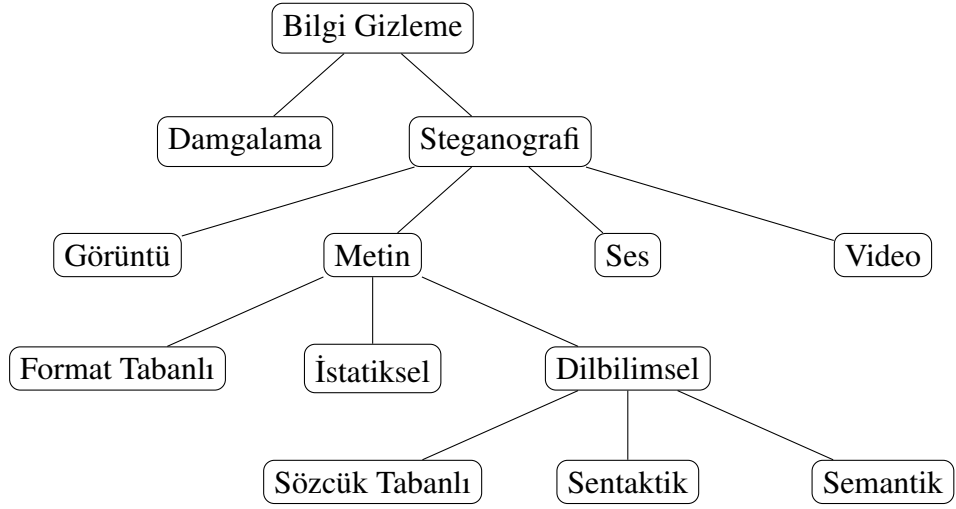 Bilgi Gizleme
Damgalama
Steganografi
Görüntü
Metin
Ses
Video
Format Tabanlı
İstatiksel
Dilbilimsel
Sözcük Tabanlı
Sentaktik
Semantik